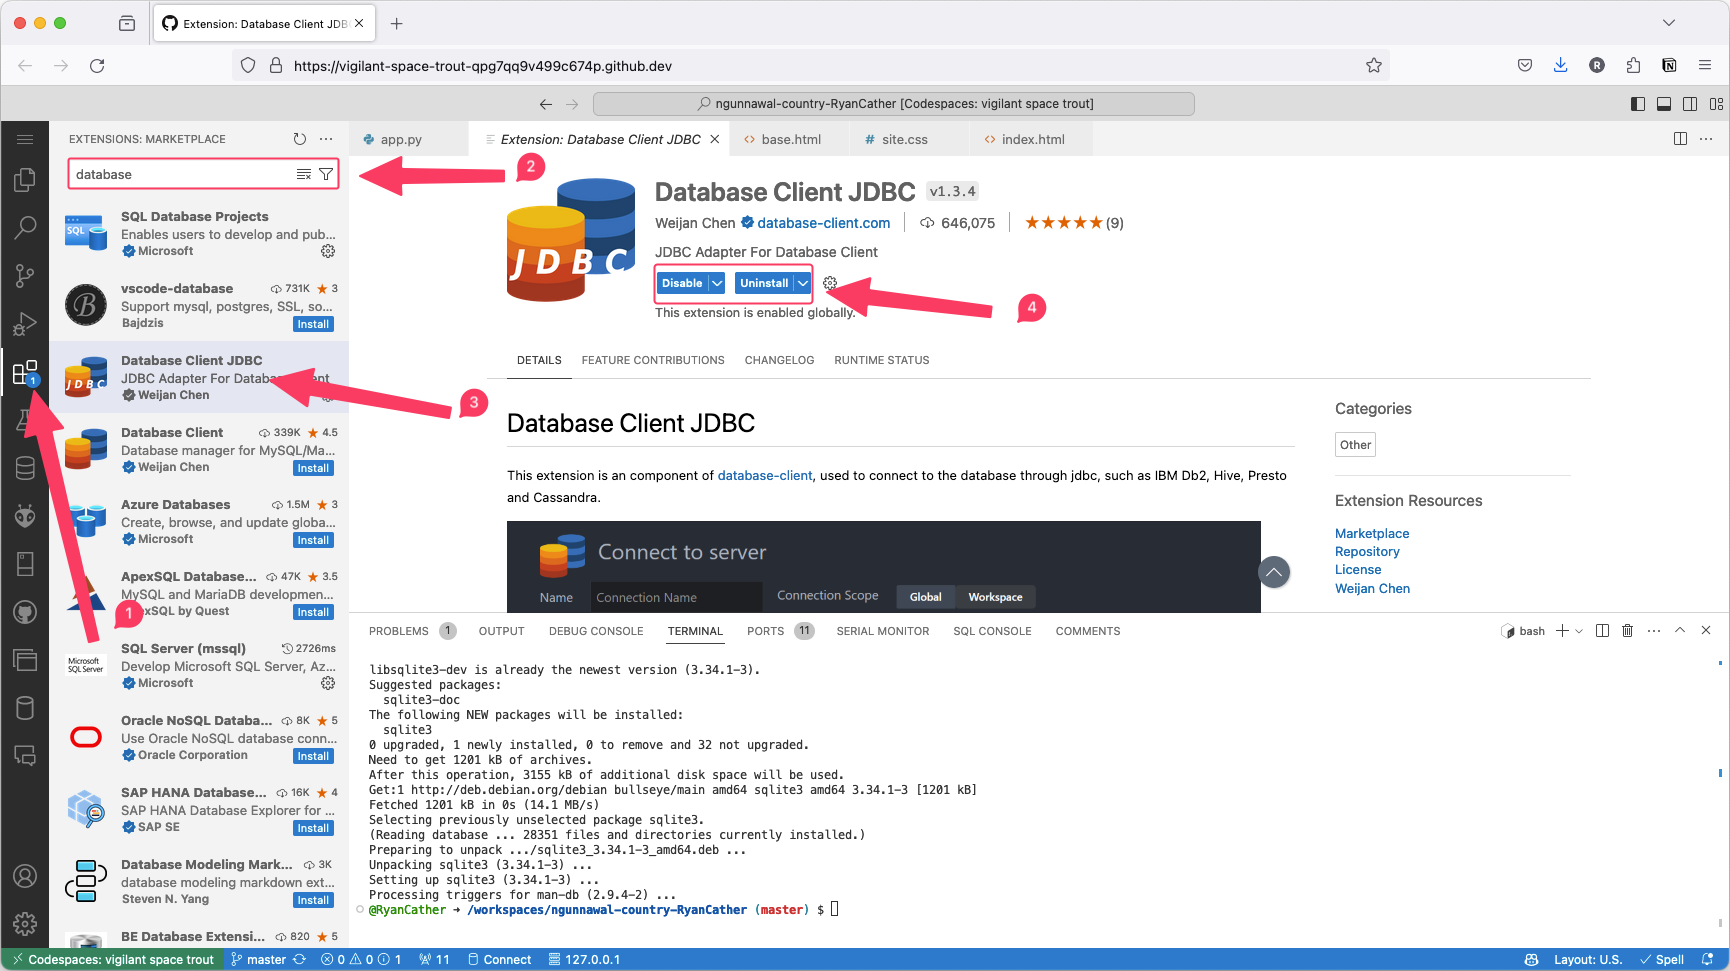 Extension: Database Client JDB
https://vigilant-space-trout-qpg7qq9v499c674p.github.dev
R
ngunnawal-country-RyanCather [Codespaces: vigilant space trout]
EXTENSIONS: MARKETPLACE
database
SQL Database Projects
Enables users to develop and pub...
Microsoft
vscode-database 731K 3
Support mysql, postgres, SSL, so...
Bajdzis Install
Database Client JDBC
JDBC Adapter For Databa
Weijan Chen
Database Client 339K 4.5
Database manager for MySQL/Ma...
Weijan Chen Install
Azure Databases 1.5M 3
Create, browse, and update globa...
Microsoft Install
ApexSQL Database... 47K 3.5
MySQL and MariaDB developmen...
exSQL by Quest Install
SQL Server (mssql) 2726ms
Develop Microsoft SQL Server, Az...
Microsoft
Oracle NoSQL Databa... 8K 5
Use Oracle NoSQL database conn...
Oracle Corporation Install
SAP HANA Database... 16K 4
SAP HANA Database Explorer for ...
SAP SE Install
Database Modeling Mark... 3K
database modeling markdown ext...
Steven N. Yang Install
BE Database Extensi... 820 5
SQL
B
JDBC
Microsoft
SQL Server
1
1
2
3
4
app.py
Extension: Database Client JDBC
base.html
site.css
index.html
JDBC
Database Client JDBC v1.3.4
Weijan Chen database-client.com 646,075 (9)
JDBC Adapter For Database Client
Disable Uninstall
This extension is enabled globally.
DETAILS FEATURE CONTRIBUTIONS CHANGELOG RUNTIME STATUS
Database Client JDBC
This extension is an component of database-client, used to connect to the database through jdbc, such as IBM Db2, Hive, Presto
and Cassandra.
Connect to server
Name Connection Name Connection Scope Global Workspace
Categories
Other
Extension Resources
Marketplace
Repository
License
Weijan Chen
PROBLEMS 1 OUTPUT DEBUG CONSOLE TERMINAL PORTS 11 SERIAL MONITOR SQL CONSOLE COMMENTS
bash
libsqlite3-dev is already the newest version (3.34.1-3).
Suggested packages:
sqlite3-doc
The following NEW packages will be installed:
sqlite3
0 upgraded, 1 newly installed, 0 to remove and 32 not upgraded.
Need to get 1201 kB of archives.
After this operation, 3155 kB of additional disk space will be used.
Get:1 http://deb.debian.org/debian bullseye/main amd64 sqlite3 amd64 3.34.1-3 [1201 kB]
Fetched 1201 kB in 0s (14.1 MB/s)
Selecting previously unselected package sqlite3.
(Reading database ... 28351 files and directories currently installed.)
Preparing to unpack .../sqlite3_3.34.1-3_amd64.deb ...
Unpacking sqlite3 (3.34.1-3) ...
Setting up sqlite3 (3.34.1-3) ...
Processing triggers for man-db (2.9.4-2) ...
@RyanCather → /workspaces/ngunnawal-country-RyanCather (master) $
Codespaces: vigilant space trout master 0 0 1 11 Connect 127.0.0.1 Layout: U.S. Spell